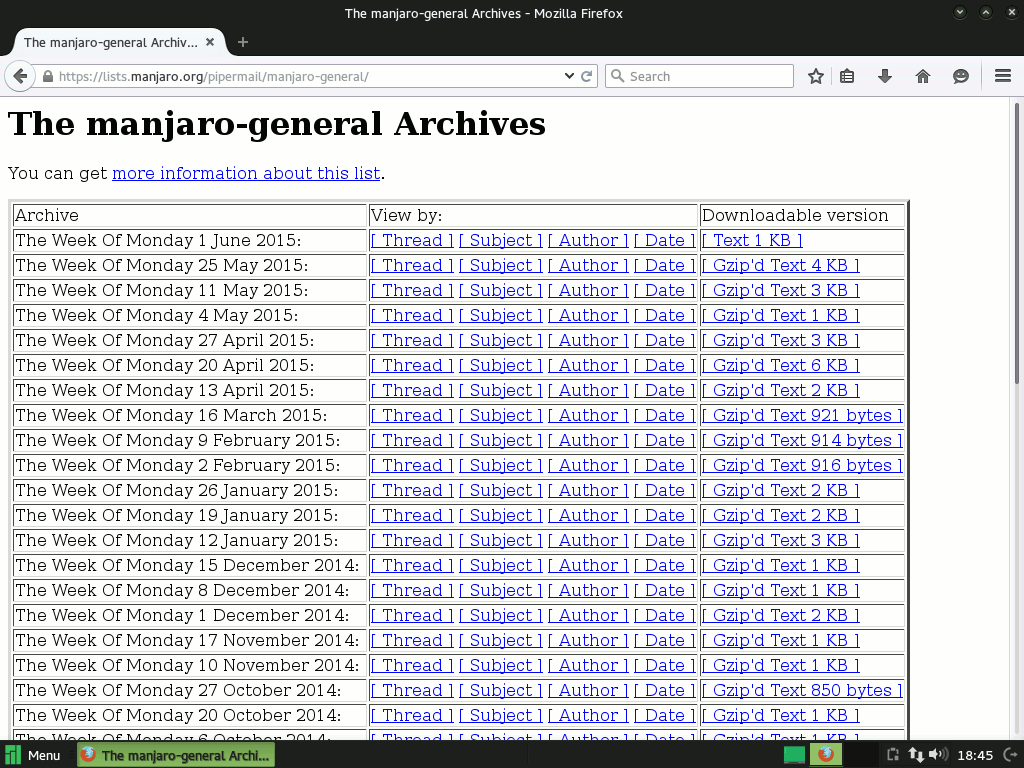 The manjaro-general Archives - Mozilla Firefox
The manjaro-general Archiv...
https://lists.manjaro.org/pipermail/manjaro-general/
Search
The manjaro-general Archives
You can get more information about this list.
Archive View by: Downloadable version
The Week Of Monday 1 June 2015: [ Thread ] [ Subject ] [ Author ] [ Date ] [ Text 1 KB ]
The Week Of Monday 25 May 2015: [ Thread ] [ Subject ] [ Author ] [ Date ] [ Gzip'd Text 4 KB ]
The Week Of Monday 11 May 2015: [ Thread ] [ Subject ] [ Author ] [ Date ] [ Gzip'd Text 3 KB ]
The Week Of Monday 4 May 2015: [ Thread ] [ Subject ] [ Author ] [ Date ] [ Gzip'd Text 1 KB ]
The Week Of Monday 27 April 2015: [ Thread ] [ Subject ] [ Author ] [ Date ] [ Gzip'd Text 3 KB ]
The Week Of Monday 20 April 2015: [ Thread ] [ Subject ] [ Author ] [ Date ] [ Gzip'd Text 6 KB ]
The Week Of Monday 13 April 2015: [ Thread ] [ Subject ] [ Author ] [ Date ] [ Gzip'd Text 2 KB ]
The Week Of Monday 16 March 2015: [ Thread ] [ Subject ] [ Author ] [ Date ] [ Gzip'd Text 921 bytes ]
The Week Of Monday 9 February 2015: [ Thread ] [ Subject ] [ Author ] [ Date ] [ Gzip'd Text 914 bytes ]
The Week Of Monday 2 February 2015: [ Thread ] [ Subject ] [ Author ] [ Date ] [ Gzip'd Text 916 bytes ]
The Week Of Monday 26 January 2015: [ Thread ] [ Subject ] [ Author ] [ Date ] [ Gzip'd Text 2 KB ]
The Week Of Monday 19 January 2015: [ Thread ] [ Subject ] [ Author ] [ Date ] [ Gzip'd Text 2 KB ]
The Week Of Monday 12 January 2015: [ Thread ] [ Subject ] [ Author ] [ Date ] [ Gzip'd Text 3 KB ]
The Week Of Monday 15 December 2014: [ Thread ] [ Subject ] [ Author ] [ Date ] [ Gzip'd Text 1 KB ]
The Week Of Monday 8 December 2014: [ Thread ] [ Subject ] [ Author ] [ Date ] [ Gzip'd Text 1 KB ]
The Week Of Monday 1 December 2014: [ Thread ] [ Subject ] [ Author ] [ Date ] [ Gzip'd Text 2 KB ]
The Week Of Monday 17 November 2014: [ Thread ] [ Subject ] [ Author ] [ Date ] [ Gzip'd Text 1 KB ]
The Week Of Monday 10 November 2014: [ Thread ] [ Subject ] [ Author ] [ Date ] [ Gzip'd Text 1 KB ]
The Week Of Monday 27 October 2014: [ Thread ] [ Subject ] [ Author ] [ Date ] [ Gzip'd Text 850 bytes ]
The Week Of Monday 20 October 2014: [ Thread ] [ Subject ] [ Author ] [ Date ] [ Gzip'd Text 1 KB ]
The Week Of Monday 6 October 2014: [ Thread ] [ Subject ] [ Author ] [ Date ] [ Gzip'd Text 1 KB ]
Menu The manjaro-general Archi... 18:45